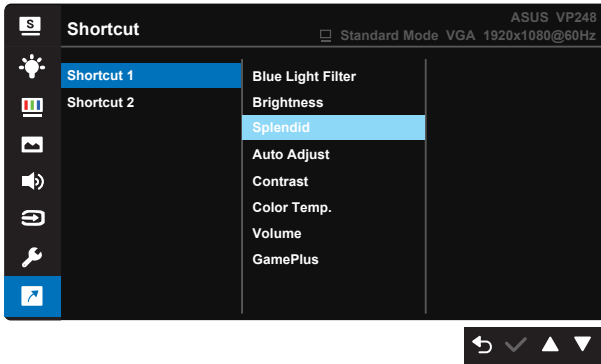 S
Shortcut
ASUS VP248
Standard Mode VGA 1920x1080@60Hz
Shortcut 1
Shortcut 2
Blue Light Filter
Brightness
Splendid
Auto Adjust
Contrast
Color Temp.
Volume
GamePlus